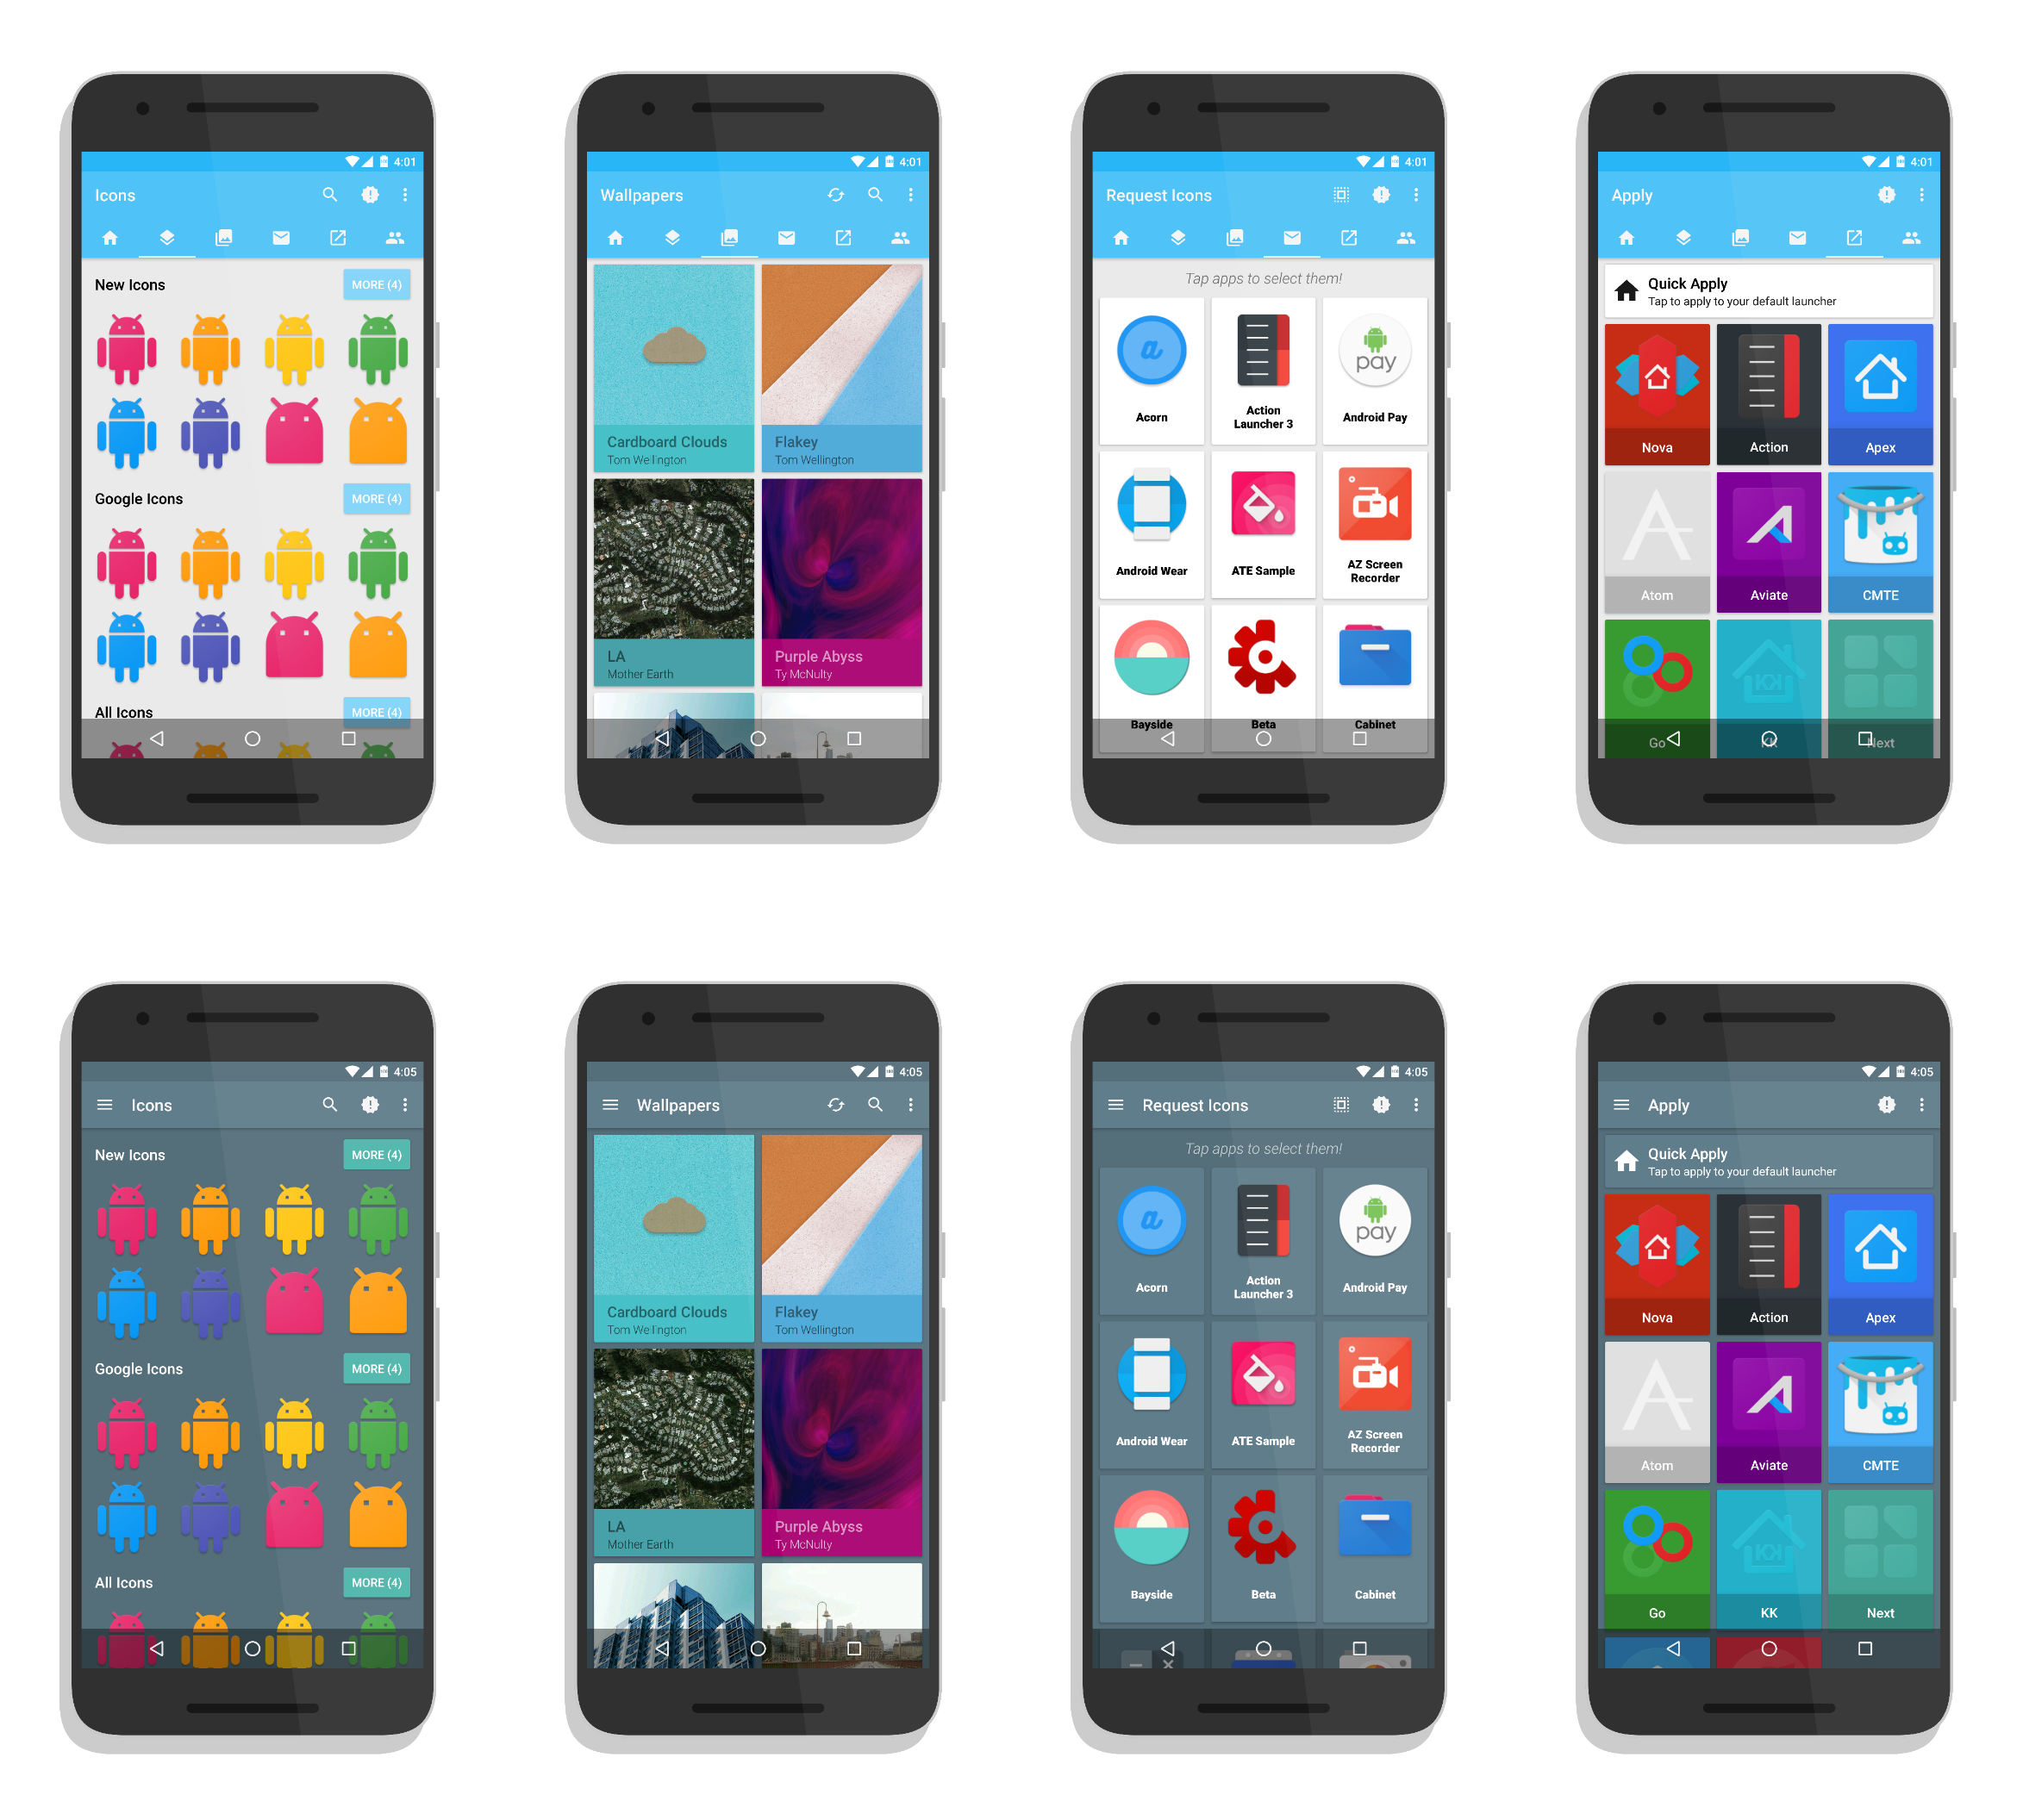 4:01
Icons
New Icons
MORE (4)
Google Icons
MORE (4)
All Icons
MORE (4)
4:01
Wallpapers
Cardboard Clouds
Tom Wellington
Flakey
Tom Wellington
LA
Mother Earth
Purple Abyss
Ty McNulty
4:01
Request Icons
Tap apps to select them!
a
pay
Acorn
Action
Launcher 3
Android Pay
Android Wear
ATE Sample
AZ Screen
Recorder
Bayside
Beta
Cabinet
4:01
Apply
Quick Apply
Tap to apply to your default launcher
Nova
Action
Apex
Atom
Aviate
CMTE
KK
Go
KK
Next
4:05
Icons
New Icons
MORE (4)
Google Icons
MORE (4)
All Icons
MORE (4)
4:05
Wallpapers
Cardboard Clouds
Tom Wellington
Flakey
Tom Wellington
LA
Mother Earth
Purple Abyss
Ty McNulty
4:05
Request Icons
Tap apps to select them!
a
pay
Acorn
Action
Launcher 3
Android Pay
Android Wear
ATE Sample
AZ Screen
Recorder
Bayside
Beta
Cabinet
4:05
Apply
Quick Apply
Tap to apply to your default launcher
Nova
Action
Apex
Atom
Aviate
CMTE
KK
Go
KK
Next